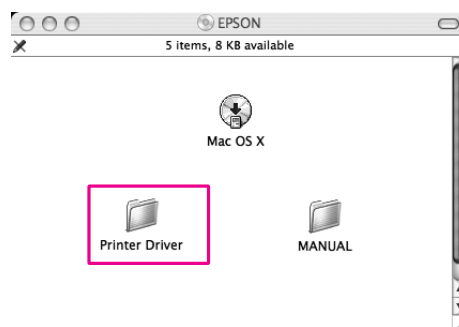 EPSON
5 items, 8 KB available
Mac OS X
Printer Driver
MANUAL